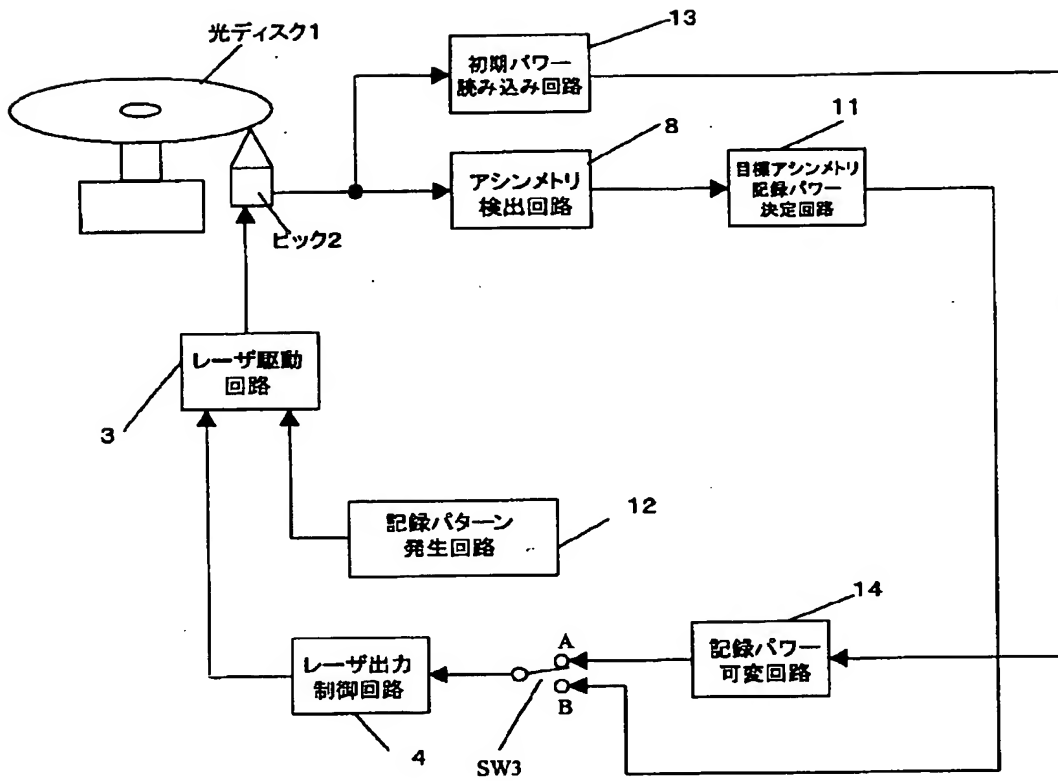 光ディスク1
13
初期パワー
読み込み回路
8
アシンメトリ
検出回路
11
目標アシンメトリ
記録パワー
決定回路
ピック2
レーザ駆動
回路
3
記録パターン
発生回路
12
14
記録パワー
可変回路
A
B
SW3
レーザ出力
制御回路
4